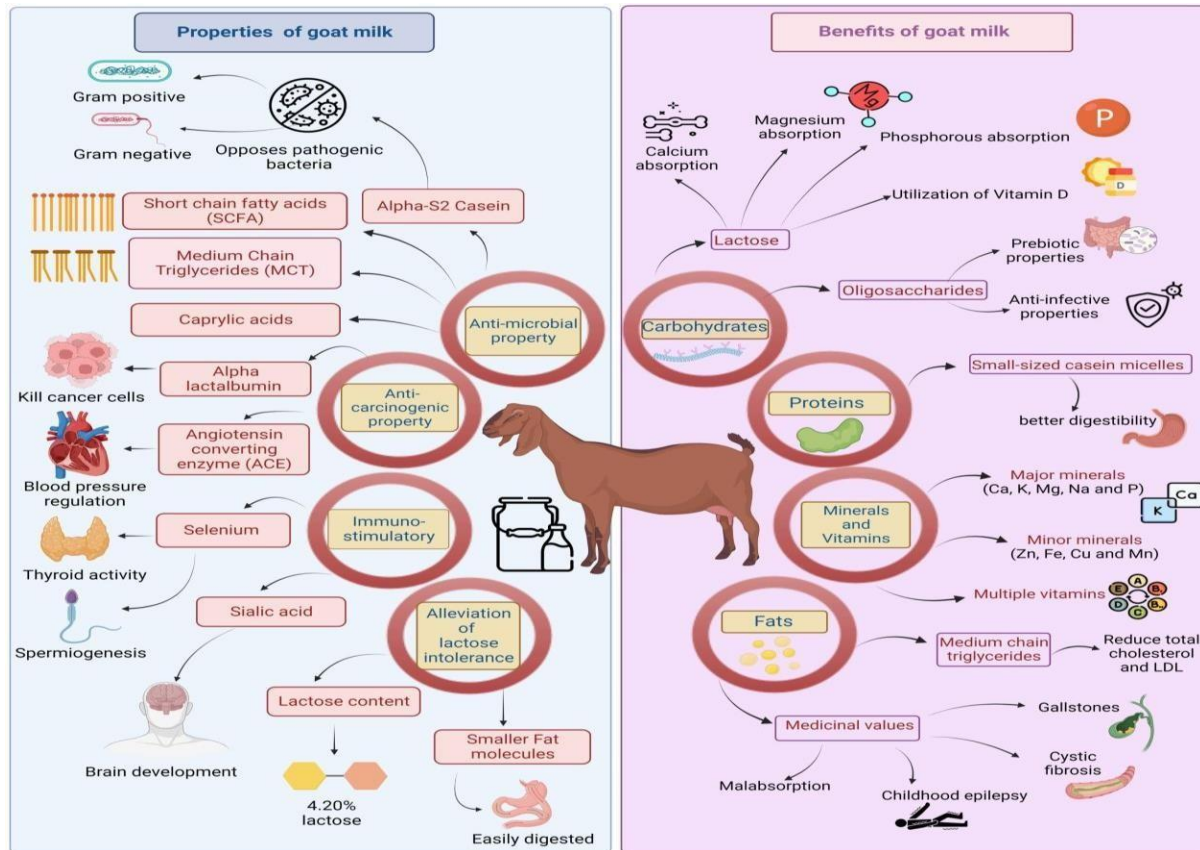 Properties of goat milk
Gram positive
Gram negative
Opposes pathogenic
bacteria
Short chain fatty acids
(SCFA)
Alpha-S2 Casein
Medium Chain
Triglycerides (MCT)
Caprylic acids
Anti-microbial
property
Alpha
lactalbumin
Kill cancer cells
Anti-
carcinogenic
property
Angiotensin
converting
enzyme (ACE)
Blood pressure
regulation
Selenium
Immuno-
stimulatory
Thyroid activity
Sialic acid
Spermiogenesis
Alleviation
of
lactose
intolerance
Lactose content
Smaller Fat
molecules
Brain development
4.20%
lactose
Easily digested
Benefits of goat milk
Mg
Magnesium
absorption
Calcium
absorption
P
Phosphorous absorption
D
Utilization of Vitamin D
Lactose
Prebiotic
properties
Oligosaccharides
Anti-infective
properties
Carbohydrates
Small-sized casein micelles
Proteins
better digestibility
Major minerals
(Ca, K, Mg, Na and P)
Ca
K
Minerals
and
Vitamins
Minor minerals
(Zn, Fe, Cu and Mn)
Multiple vitamins
A
E
D
C
Fats
Medium chain
triglycerides
Reduce total
cholesterol
and LDL
Medicinal values
Gallstones
Cystic
fibrosis
Malabsorption
Childhood epilepsy